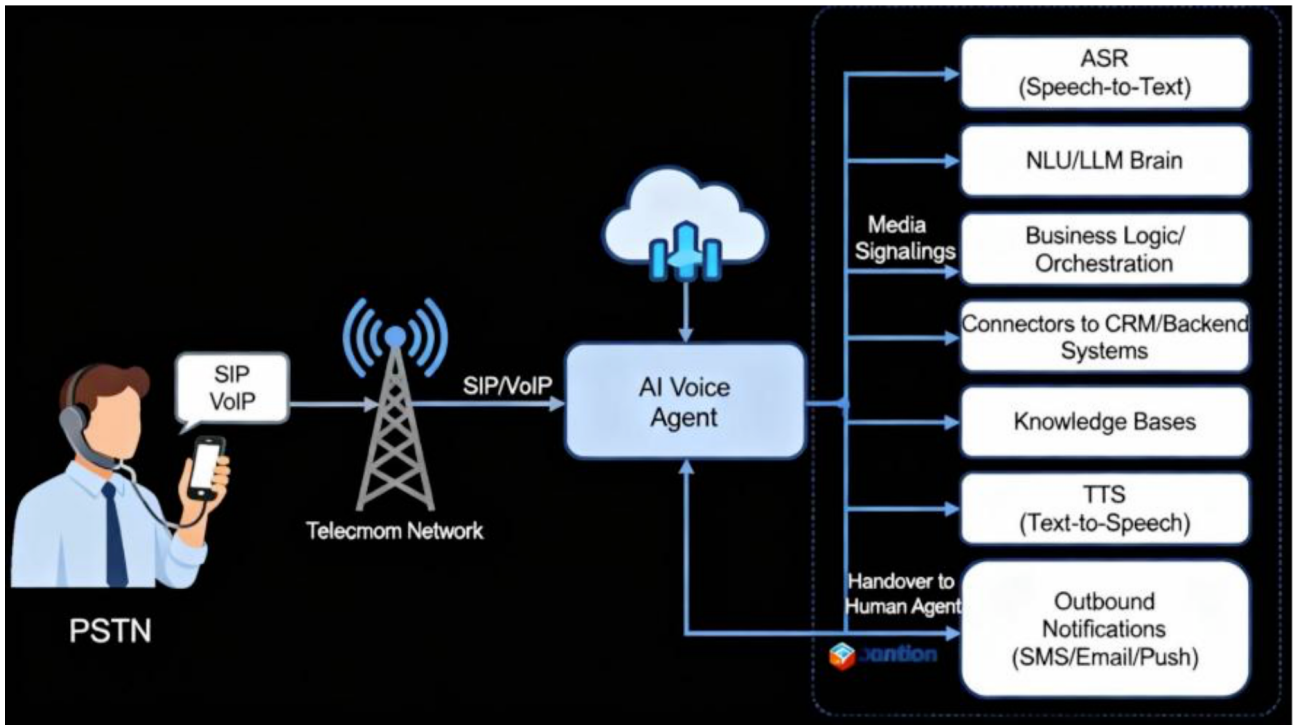 ASR
(Speech-to-Text)
NLU/LLM Brain
Media
Signalings
Business Logic/
Orchestration
Connectors to CRM/Backend
Systems
SIP
VoIP
SIP/VoIP
AI Voice
Agent
Knowledge Bases
TTS
(Text-to-Speech)
Telecmom Network
Handover to
Human Agent
Outbound
Notifications
(SMS/Email/Push)
PSTN